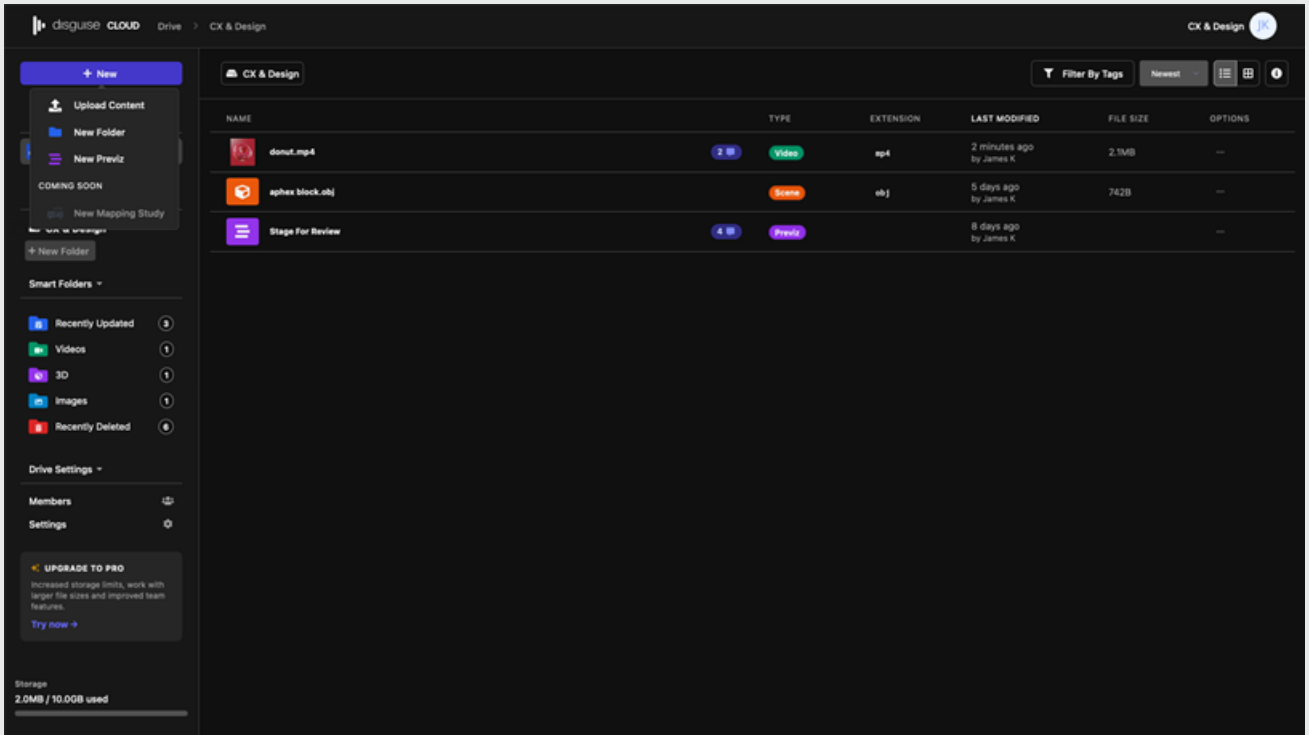 disguise CLOUD Drive > CX & Design
CX & Design JK
+ New
Upload Content
New Folder
New Previz
COMING SOON
New Mapping Study
CX & Design
+ New Folder
Smart Folders
Recently Updated 3
Videos 1
3D 1
Images 1
Recently Deleted 6
Drive Settings
Members
Settings
UPGRADE TO PRO
Increased storage limits, work with
larger file sizes and improved team
features.
Try now →
Storage
2.0MB / 10.0GB used
CX & Design
Filter By Tags Newest
NAME TYPE EXTENSION LAST MODIFIED FILE SIZE OPTIONS
donut.mp4 2 Video mp4 2 minutes ago 2.1MB ...
by James K
aphex block.obj Scene obj 5 days ago 742B ...
by James K
Stage For Review 4 Previz 8 days ago ...
by James K